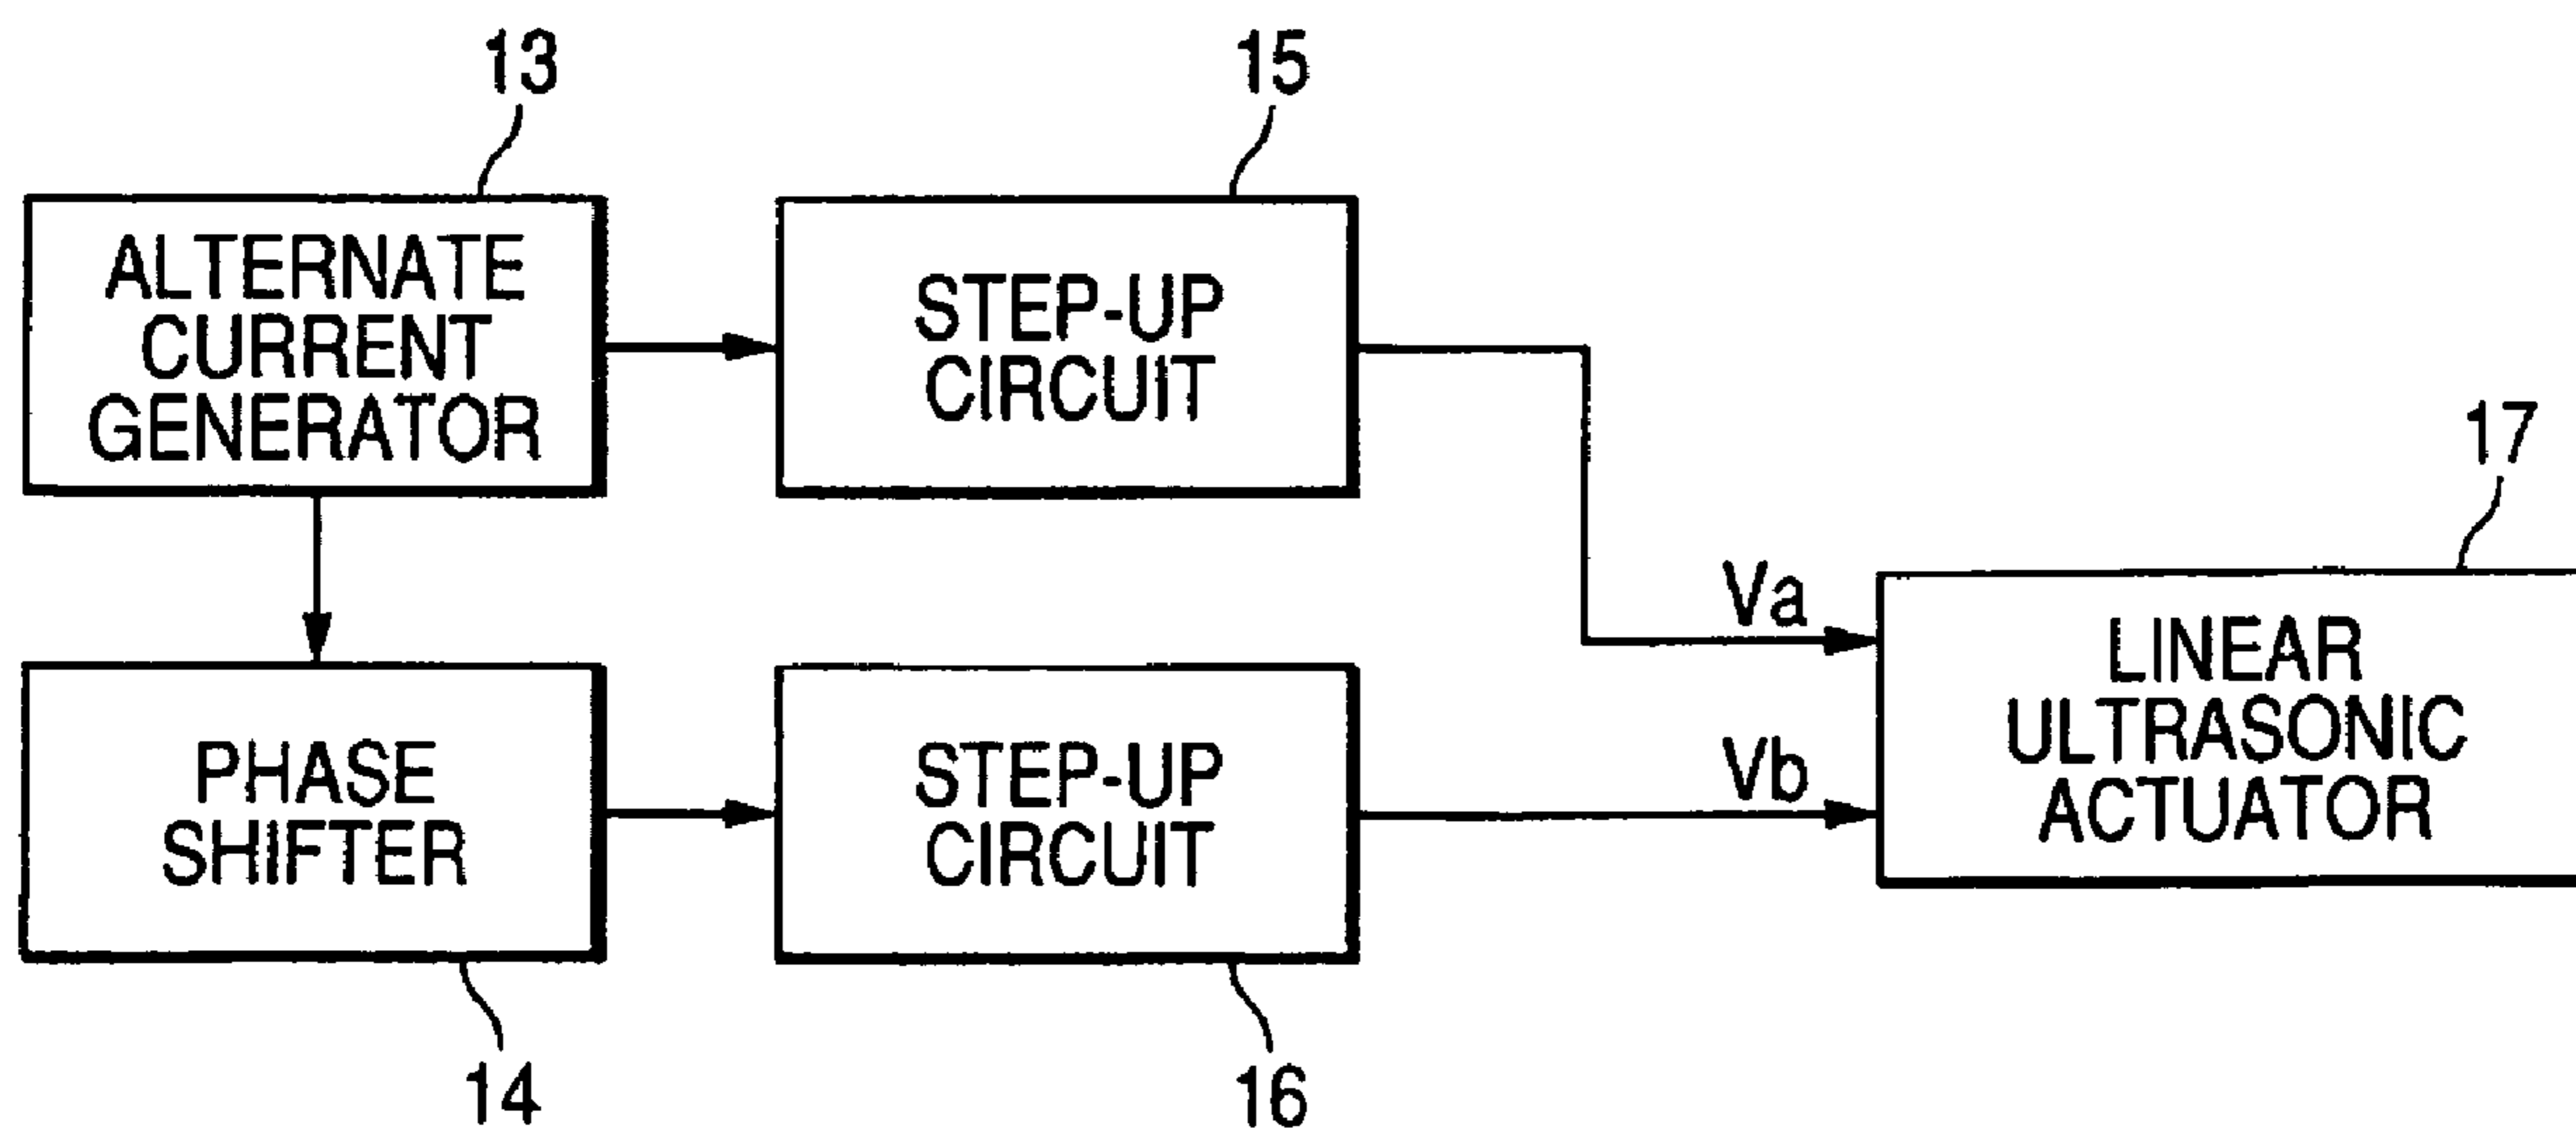 13
15
ALTERNATE
CURRENT
GENERATOR
STEP-UP
CIRCUIT
17
Va
LINEAR
ULTRASONIC
ACTUATOR
Vb
PHASE
SHIFTER
STEP-UP
CIRCUIT
14
16